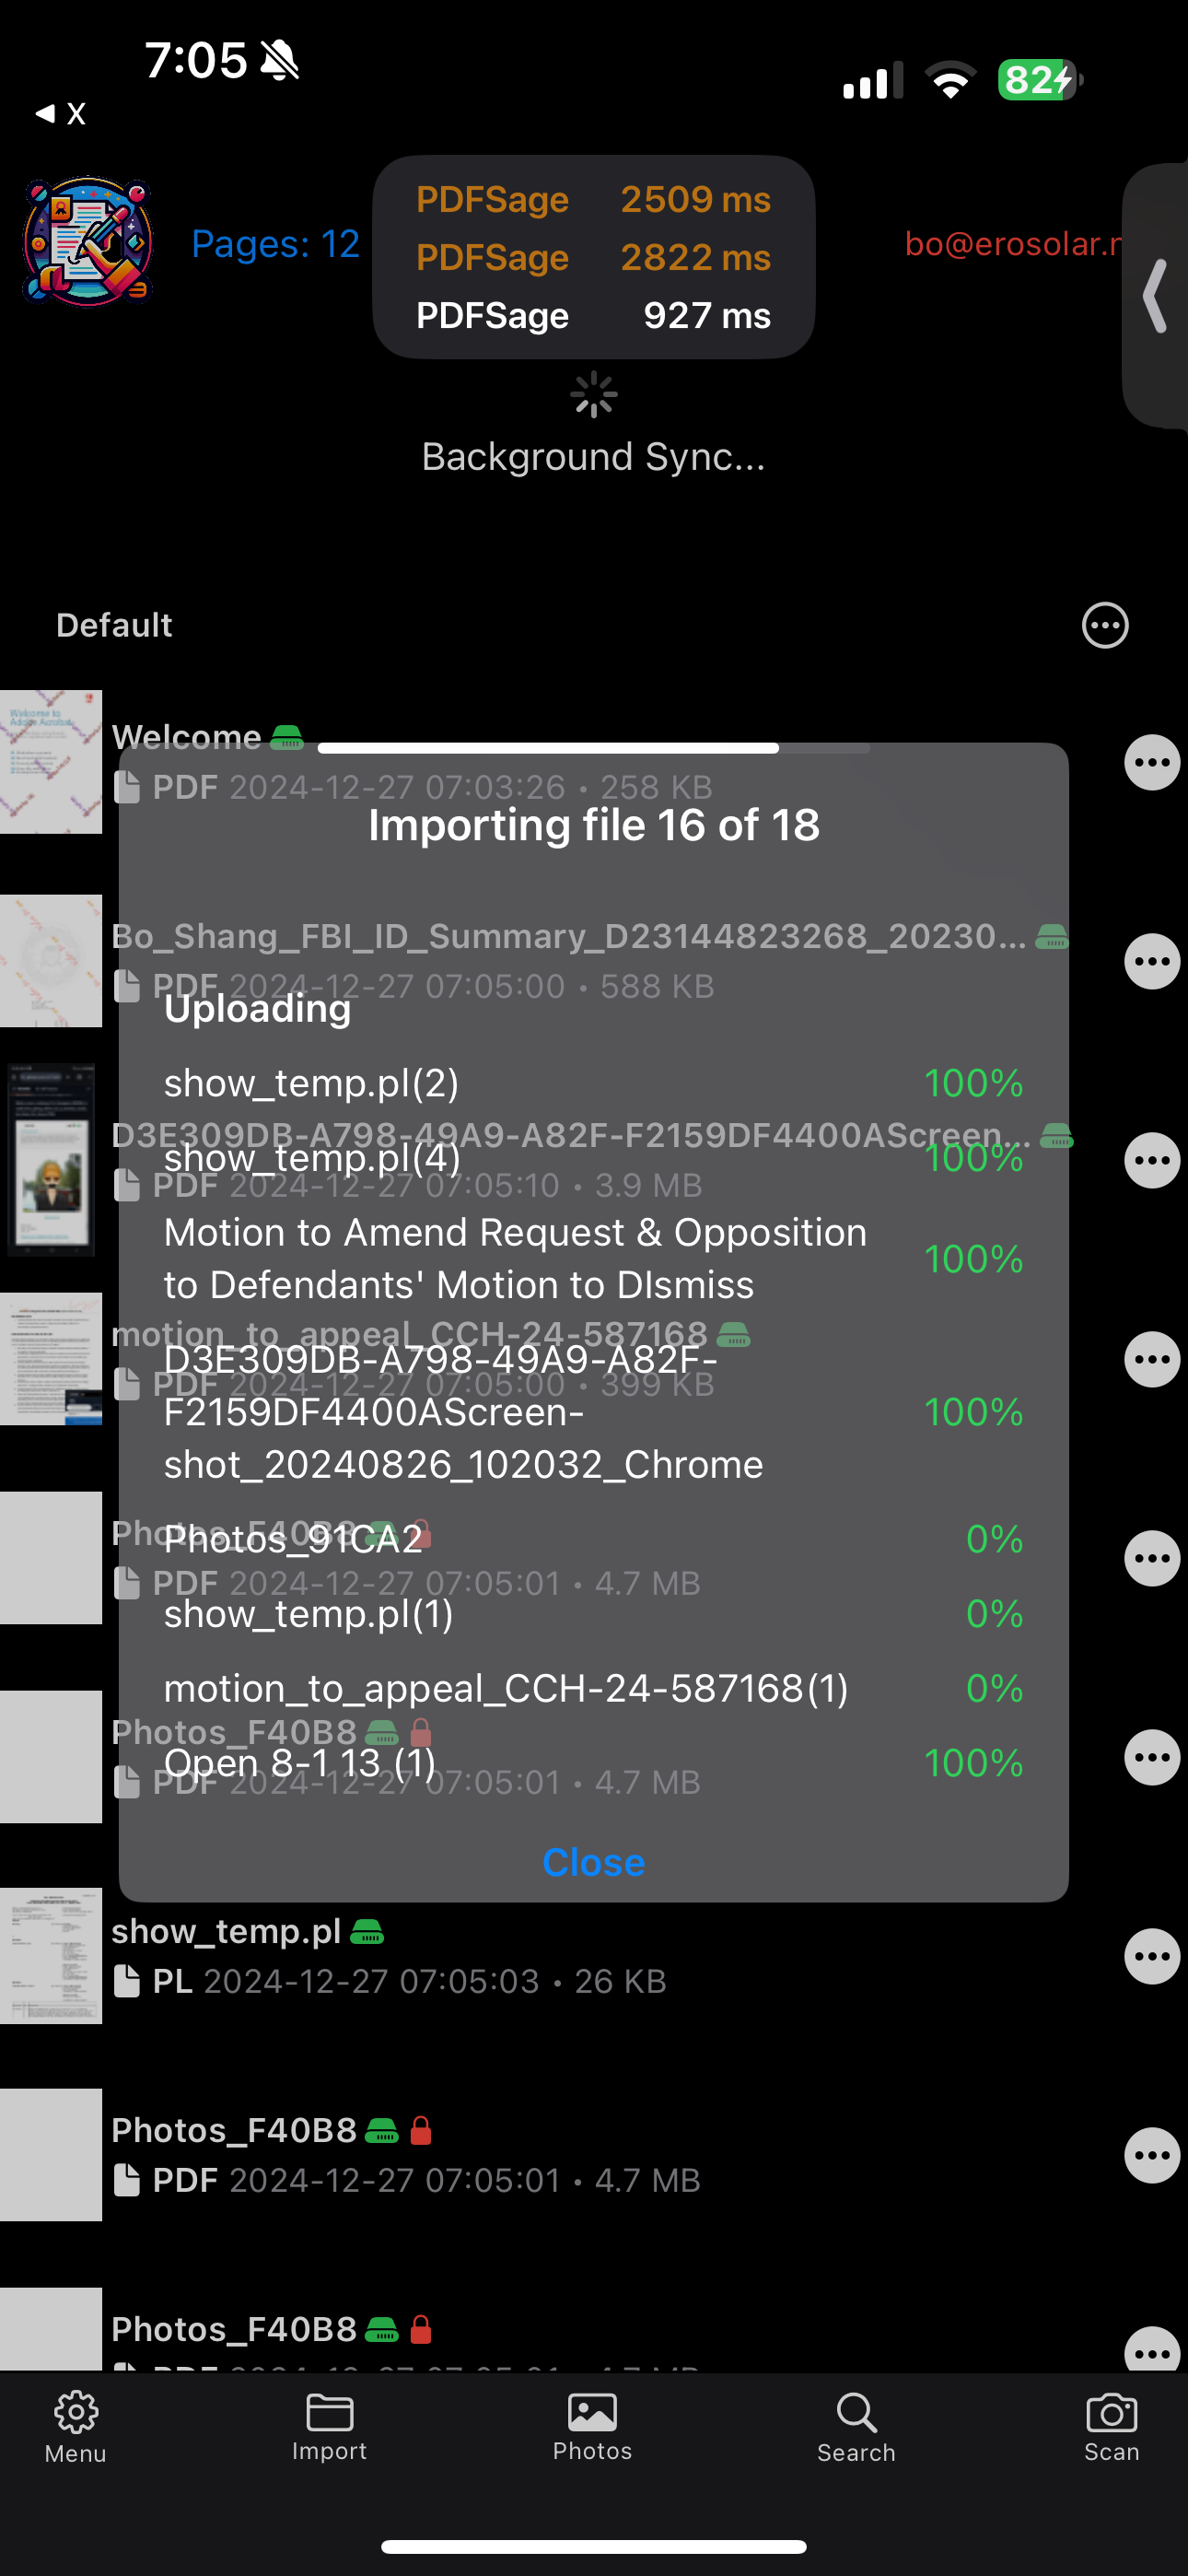 7:05
82
X
PDFSage 2509 ms
Pages: 12
PDFSage 2822 ms
bo@erosolar.r
PDFSage 927 ms
Background Sync...
Default
Welcome to
Adobe Acrobat
Welcome
PDF 2024-12-27 07:03:26 • 258 KB
Importing file 16 of 18
Bo_Shang_FBI_ID_Summary_D23144823268_20230...
PDF 2024-12-27 07:05:00 • 588 KB
Uploading
show_temp.pl(2) 100%
D3E309DB-A798-49A9-A82F-F2159DF4400AScreen...
show_temp.pl(4) 100%
PDF 2024-12-27 07:05:10 • 3.9 MB
Motion to Amend Request & Opposition
to Defendants' Motion to DIsmiss
100%
motion_to_appeal_CCH-24-587168
D3E309DB-A798-49A9-A82F-
PDF 2024-12-27 07:05:00 • 399 KB
F2159DF4400AScreen-
100%
shot_20240826_102032_Chrome
Photos_F40B8
Photos_91CA2 0%
PDF 2024-12-27 07:05:01 • 4.7 MB
show_temp.pl(1) 0%
motion_to_appeal_CCH-24-587168(1) 0%
Photos_F40B8
Open 8-1 13 (1) 100%
PDF 2024-12-27 07:05:01 • 4.7 MB
Close
show_temp.pl
PL 2024-12-27 07:05:03 • 26 KB
Photos_F40B8
PDF 2024-12-27 07:05:01 • 4.7 MB
Photos_F40B8
Menu
Import
Photos
Search
Scan